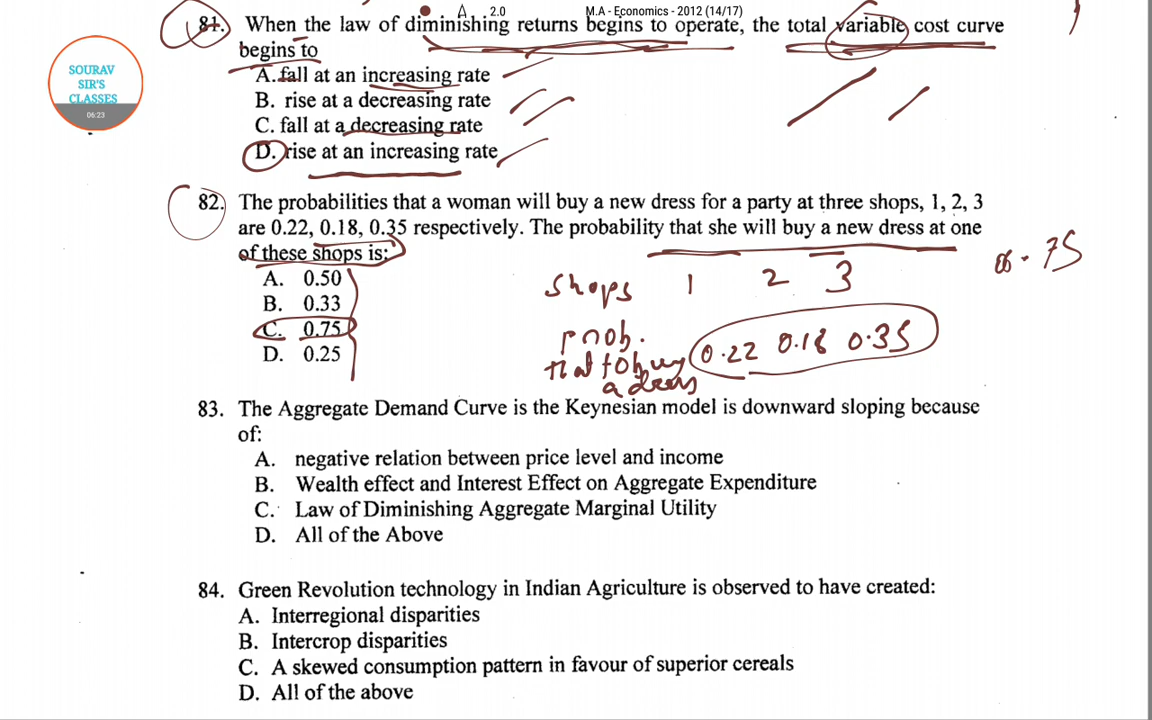 A 2.0 M.A - Economics - 2012 (14/17)
81. When the law of diminishing returns begins to operate, the total variable cost curve
begins to
A. fall at an increasing rate
B. rise at a decreasing rate
C. fall at a decreasing rate
D. rise at an increasing rate
SOURAV
SIR'S
CLASSES
06:23
82. The probabilities that a woman will buy a new dress for a party at three shops, 1, 2, 3
are 0.22, 0.18, 0.35 respectively. The probability that she will buy a new dress at one
of these shops is:
A. 0.50
B. 0.33
C. 0.75
D. 0.25
shops 1 2 3
prob.
0.22 0.18 0.35
a dress
.75
83. The Aggregate Demand Curve is the Keynesian model is downward sloping because
of:
A. negative relation between price level and income
B. Wealth effect and Interest Effect on Aggregate Expenditure
C. Law of Diminishing Aggregate Marginal Utility
D. All of the Above
84. Green Revolution technology in Indian Agriculture is observed to have created:
A. Interregional disparities
B. Intercrop disparities
C. A skewed consumption pattern in favour of superior cereals
D. All of the above